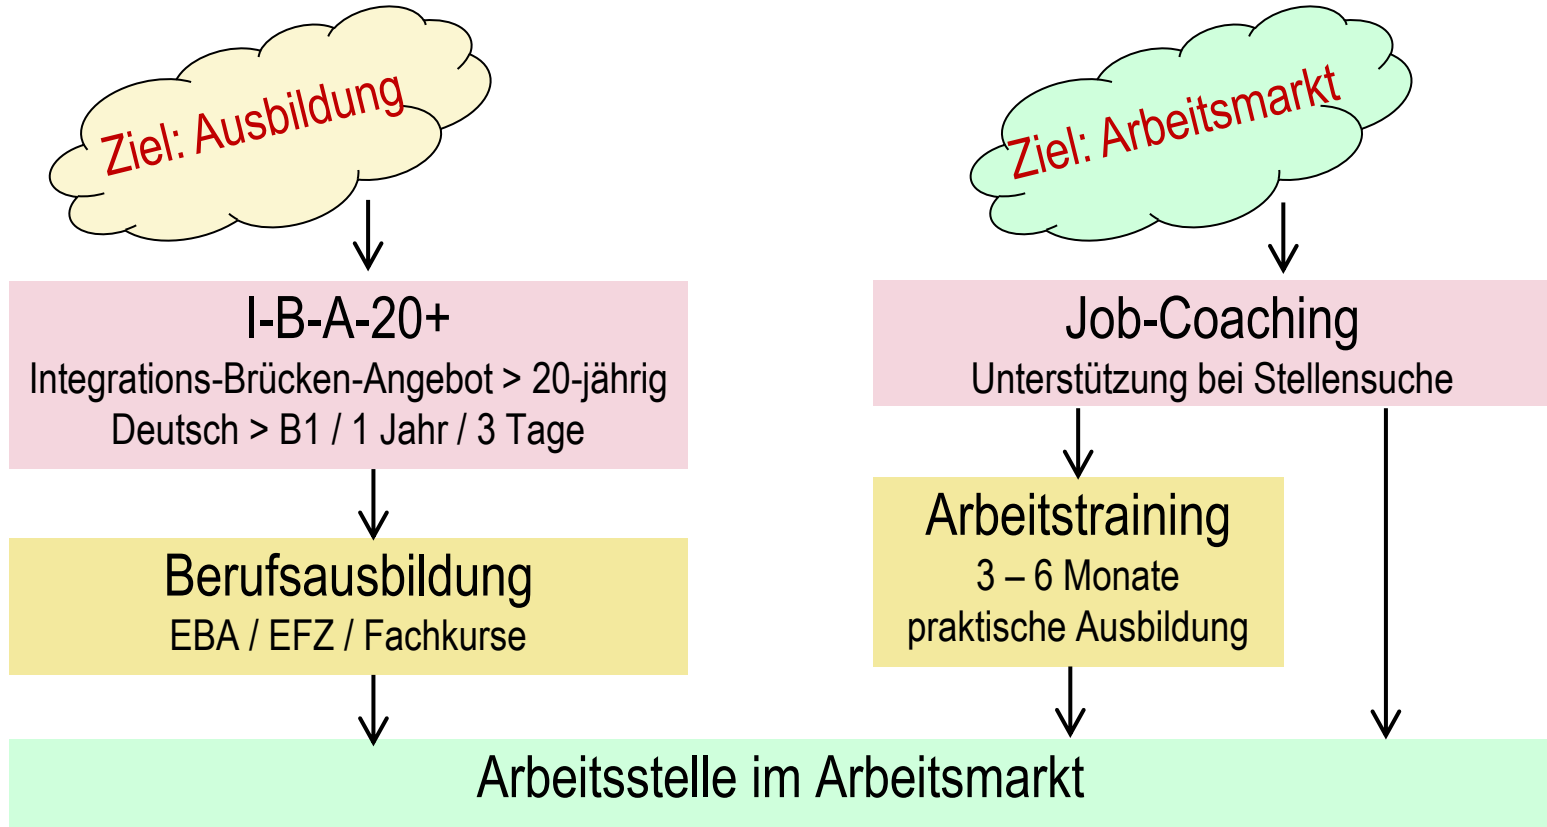 Ziel: Ausbildung
I-B-A-20+
Integrations-Brücken-Angebot > 20-jährig
Deutsch > B1 / 1 Jahr / 3 Tage
Berufsausbildung
EBA / EFZ / Fachkurse
Ziel: Arbeitsmarkt
Job-Coaching
Unterstützung bei Stellensuche
Arbeitstraining
3 – 6 Monate
praktische Ausbildung
Arbeitsstelle im Arbeitsmarkt